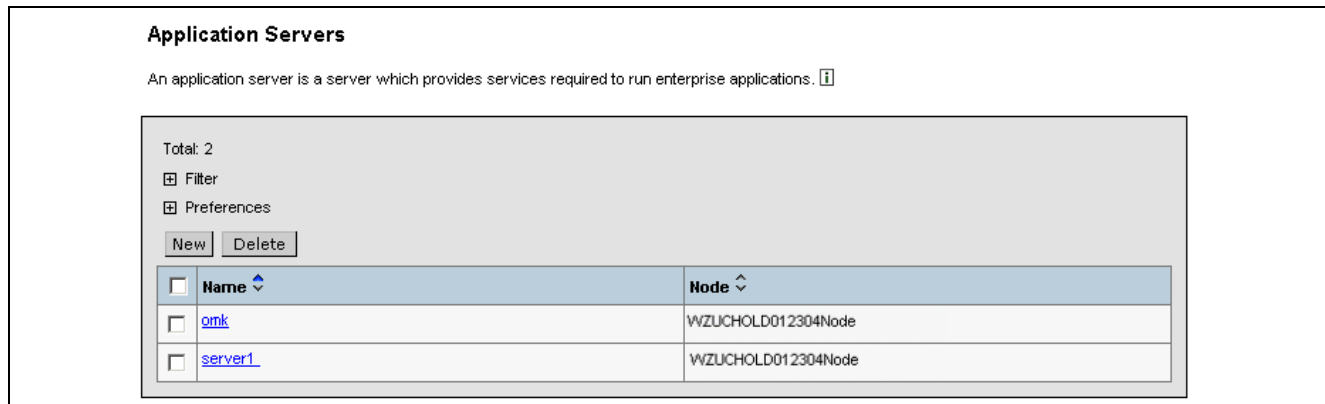 Application Servers
An application server is a server which provides services required to run enterprise applications. i
Total: 2
Filter
Preferences
New Delete
Name Node
omk WZUCHOLD012304Node
server1 WZUCHOLD012304Node